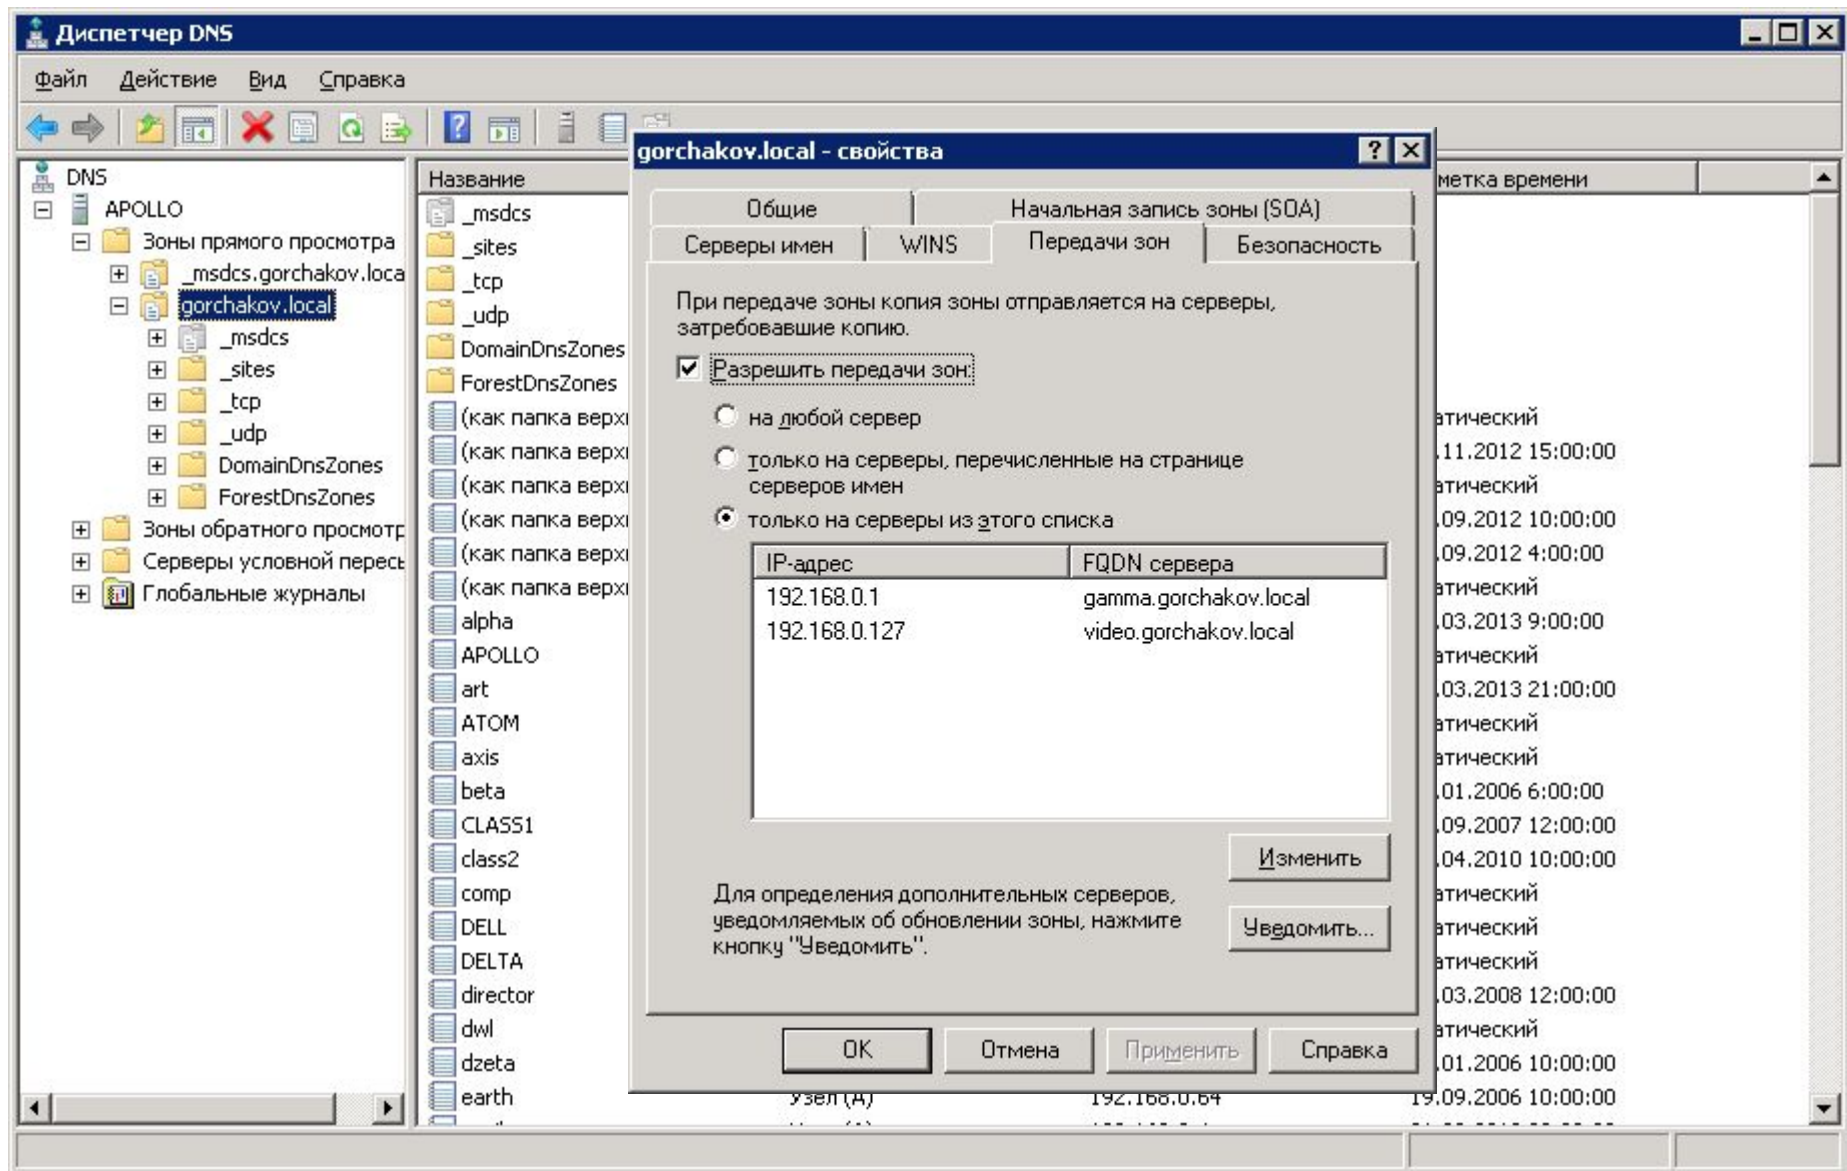 Диспетчер DNS
Файл Действие Вид Справка
DNS
APOLLO
Зоны прямого просмотра
_msdcs.gorchakov.loca
gorchakov.local
_msdcs
_sites
_tcp
_udp
DomainDnsZones
ForestDnsZones
Зоны обратного просмотр
Серверы условной пересы
Глобальные журналы
Название
_msdcs
_sites
_tcp
_udp
DomainDnsZones
ForestDnsZones
(как папка верх
(как папка верх
(как папка верх
(как папка верх
(как папка верх
(как папка верх
alpha
APOLLO
art
ATOM
axis
beta
CLASS1
class2
comp
DELL
DELTA
director
dwl
dzeta
earth Узел (A) 192.168.0.64 19.09.2006 10:00:00
gorchakov.local - свойства
Общие Начальная запись зоны (SOA)
Серверы имен WINS Передачи зон Безопасность
При передаче зоны копия зоны отправляется на серверы,
затребовавшие копию.
Разрешить передачи зон:
на любой сервер
только на серверы, перечисленные на странице
серверов имен
только на серверы из этого списка
IP-адрес FQDN сервера
192.168.0.1 gamma.gorchakov.local
192.168.0.127 video.gorchakov.local
Изменить
Для определения дополнительных серверов,
уведомляемых об обновлении зоны, нажмите
кнопку "Уведомить".
Уведомить...
OK Отмена Применить Справка
метка времени
атический
.11.2012 15:00:00
атический
.09.2012 10:00:00
.09.2012 4:00:00
атический
.03.2013 9:00:00
атический
.03.2013 21:00:00
атический
атический
.01.2006 6:00:00
.09.2007 12:00:00
.04.2010 10:00:00
атический
атический
атический
.03.2008 12:00:00
атический
.01.2006 10:00:00